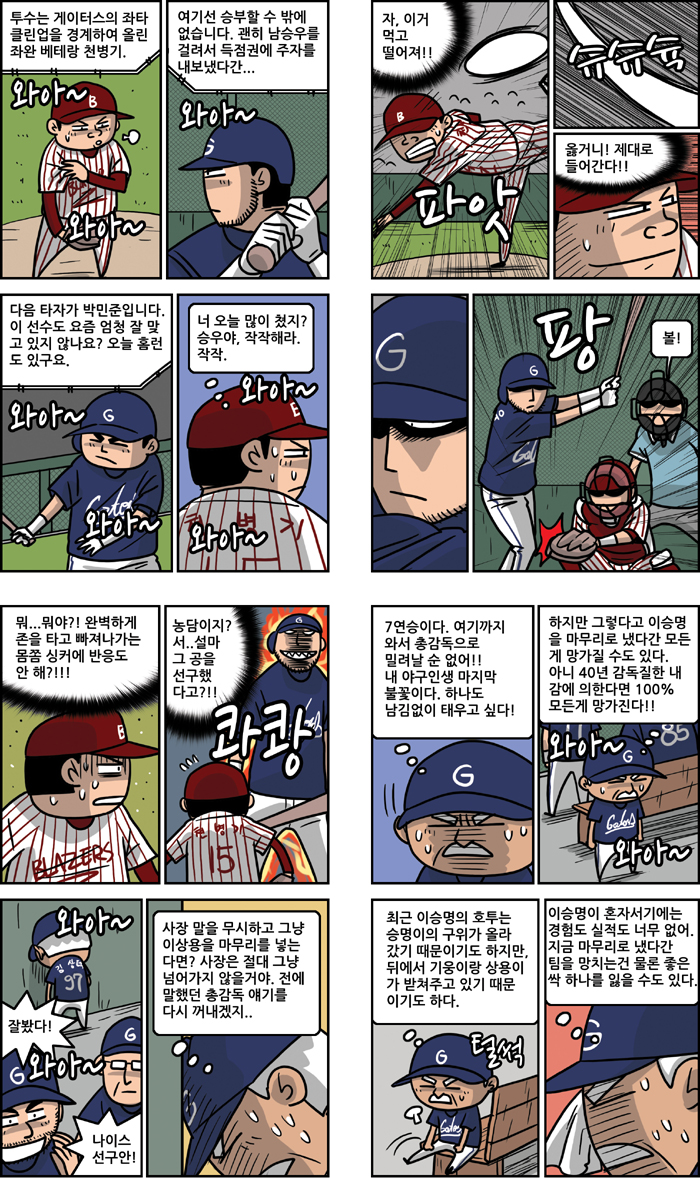 투수는 게이터스의 좌타
클린업을 경계하여 올린
좌완 베테랑 천병기.
와아~
B
와아~
여기선 승부할 수 밖에
없습니다. 괜히 남승우를
걸러서 득점권에 주자를
내보냈다간...
와아~
G
다음 타자가 박민준입니다.
이 선수도 요즘 엄청 잘 맞
고 있지 않나요? 오늘 홈런
도 있구요.
와아~
G
Gators
와아~
너 오늘 많이 쳤지?
승우야, 작작해라.
작작.
와아~
B
천병기
와아~
자, 이거
먹고
떨어져!!
B
파앗
슈슈슉
옳거니! 제대로
들어간다!!
G
팡
볼!
G
뭐...뭐야?! 완벽하게
존을 타고 빠져나가는
몸쪽 싱커에 반응도
안 해?!!!
B
BLAZERS
농담이지?
서..설마
그 공을
선구했
다고?!!
G
콰쾅
천병기
15
7연승이다. 여기까지
와서 총감독으로
밀려날 순 없어!!
내 야구인생 마지막
불꽃이다. 하나도
남김없이 태우고 싶다!
G
하지만 그렇다고 이승명
을 마무리로 냈다간 모든
게 망가질 수도 있다.
아니 40년 감독질한 내
감에 의한다면 100%
모든게 망가진다!!
와아~
85
G
Gators
와아~
와아~
김상G
97
잘봤다!
와아~
G
G
나이스
선구안!
사장 말을 무시하고 그냥
이상용을 마무리를 넣는
다면? 사장은 절대 그냥
넘어가지 않을거야. 전에
말했던 총감독 얘기를
다시 꺼내겠지..
최근 이승명의 호투는
승명이의 구위가 올라
갔기 때문이기도 하지만,
뒤에서 기웅이랑 상용이
가 받쳐주고 있기 때문
이기도 하다.
털썩
G
Gators
이승명이 혼자서기에는
경험도 실적도 너무 없어.
지금 마무리로 냈다간
팀을 망치는건 물론 좋은
싹 하나를 잃을 수도 있다.
G